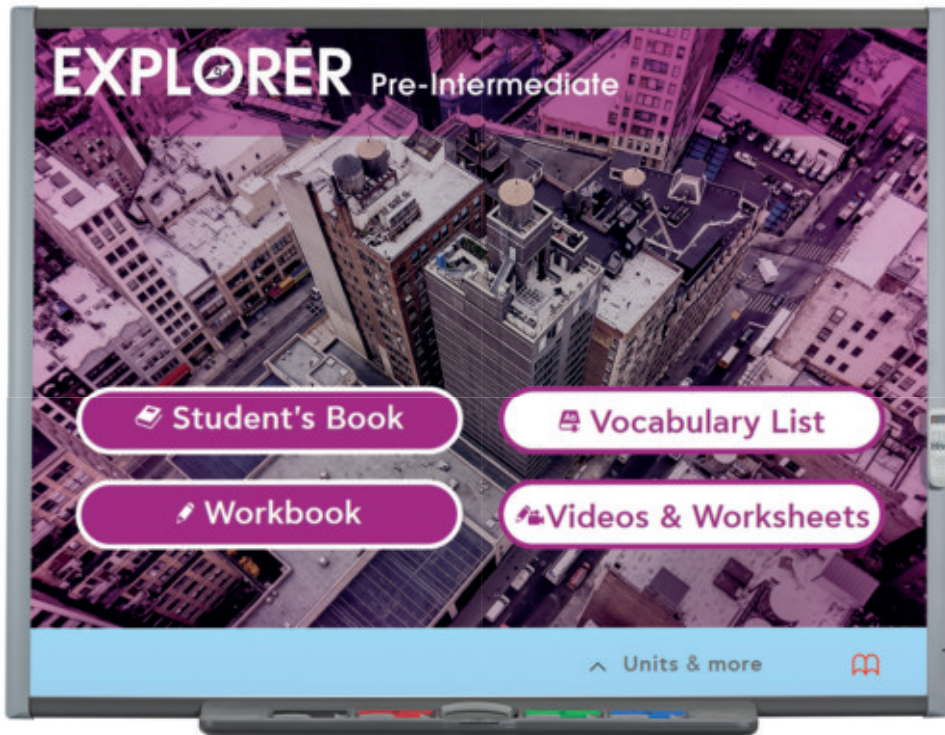 EXPLORER Pre-Intermediate
Student's Book
Vocabulary List
Workbook
Videos & Worksheets
Units & more